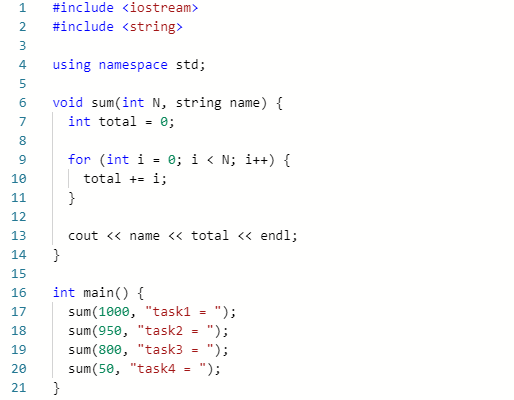 1 #include <iostream>
2 #include <string>
3
4 using namespace std;
5
6 void sum(int N, string name) {
7   int total = 0;
8
9   for (int i = 0; i < N; i++) {
10     total += i;
11   }
12
13   cout << name << total << endl;
14 }
15
16 int main() {
17   sum(1000, "task1 = ");
18   sum(950, "task2 = ");
19   sum(800, "task3 = ");
20   sum(50, "task4 = ");
21 }